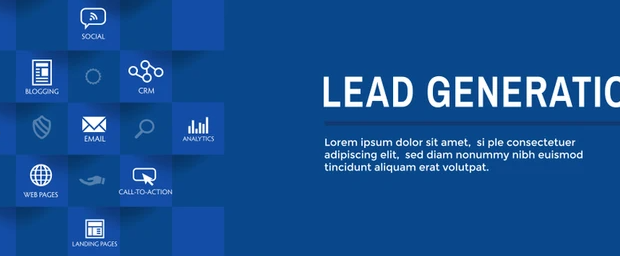 SOCIAL
BLOGGING
CRM
EMAIL
ANALYTICS
WEB PAGES
CALL-TO-ACTION
LANDING PAGES
LEAD GENERATIO
Lorem ipsum dolor sit amet, si ple consectetuer
adipiscing elit, sed diam nonummy nibh euismod
tincidunt aliquam erat volutpat.